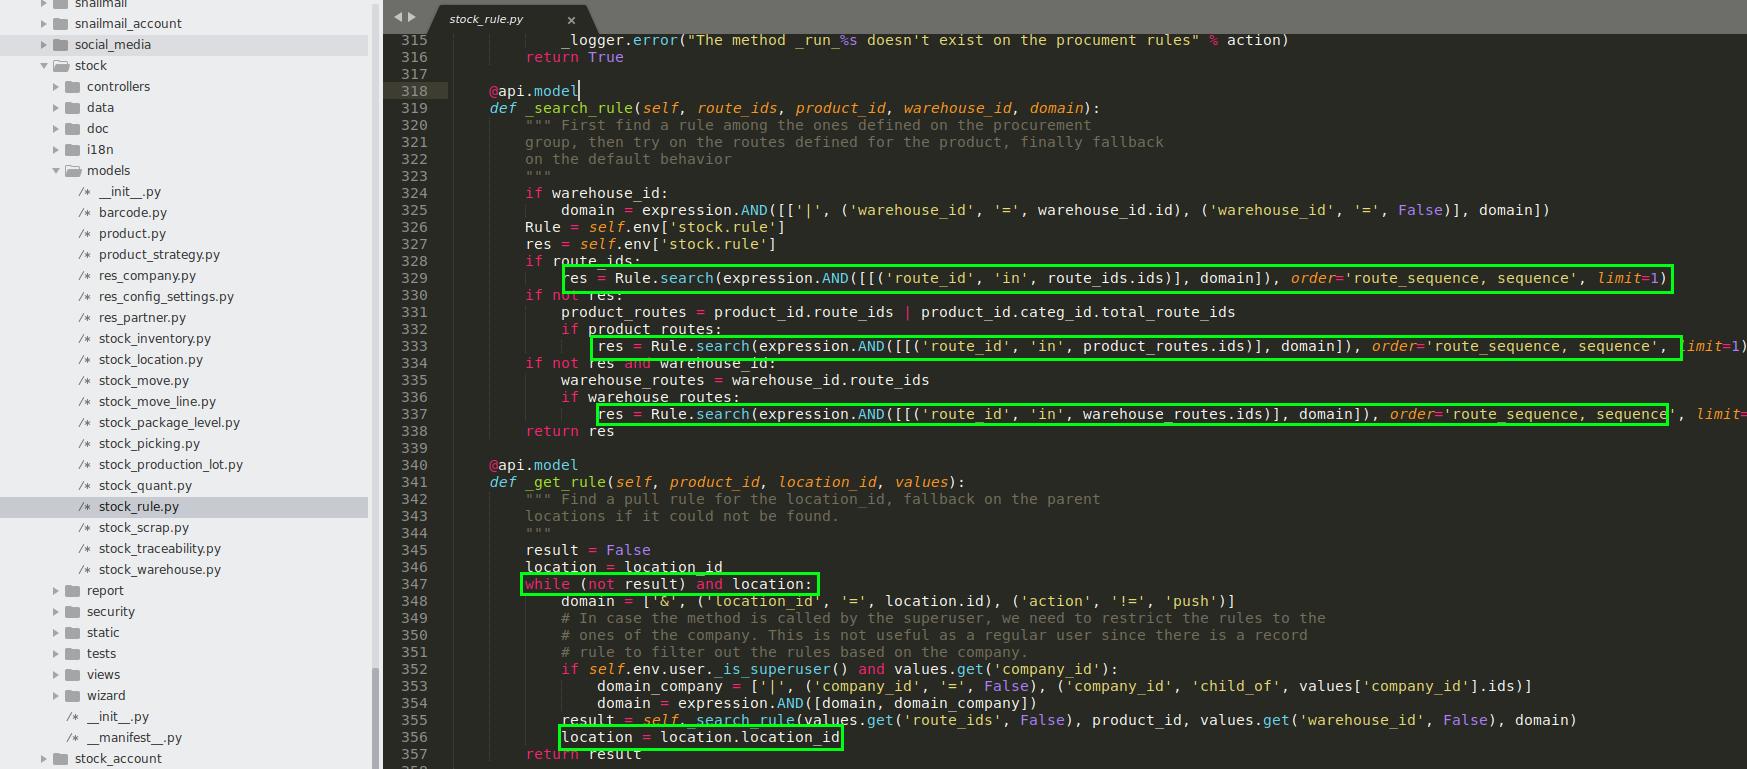 snailmail
snailmail_account
social_media
stock
controllers
data
doc
i18n
models
/* __init__.py
/* barcode.py
/* product.py
/* product_strategy.py
/* res_company.py
/* res_config_settings.py
/* res_partner.py
/* stock_inventory.py
/* stock_location.py
/* stock_move.py
/* stock_move_line.py
/* stock_package_level.py
/* stock_picking.py
/* stock_production_lot.py
/* stock_quant.py
/* stock_rule.py
/* stock_scrap.py
/* stock_traceability.py
/* stock_warehouse.py
report
security
static
tests
views
wizard
/* __init__.py
/* __manifest__.py
stock_account
stock_rule.py ×
315 _logger.error("The method _run_%s doesn't exist on the procument rules" % action)
316 return True
317
318 @api.model
319 def _search_rule(self, route_ids, product_id, warehouse_id, domain):
320 """ First find a rule among the ones defined on the procurement
321 group, then try on the routes defined for the product, finally fallback
322 on the default behavior
323 """
324 if warehouse_id:
325 domain = expression.AND([['|', ('warehouse_id', '=', warehouse_id.id), ('warehouse_id', '=', False)], domain])
326 Rule = self.env['stock.rule']
327 res = self.env['stock.rule']
328 if route_ids:
329 res = Rule.search(expression.AND([[('route_id', 'in', route_ids.ids)], domain]), order='route_sequence, sequence', limit=1)
330 if not res:
331 product_routes = product_id.route_ids | product_id.categ_id.total_route_ids
332 if product_routes:
333 res = Rule.search(expression.AND([[('route_id', 'in', product_routes.ids)], domain]), order='route_sequence, sequence', limit=1)
334 if not res and warehouse_id:
335 warehouse_routes = warehouse_id.route_ids
336 if warehouse_routes:
337 res = Rule.search(expression.AND([[('route_id', 'in', warehouse_routes.ids)], domain]), order='route_sequence, sequence', limit=
338 return res
339
340 @api.model
341 def _get_rule(self, product_id, location_id, values):
342 """ Find a pull rule for the location_id, fallback on the parent
343 locations if it could not be found.
344 """
345 result = False
346 location = location_id
347 while (not result) and location:
348 domain = ['&', ('location_id', '=', location.id), ('action', '!=', 'push')]
349 # In case the method is called by the superuser, we need to restrict the rules to the
350 # ones of the company. This is not useful as a regular user since there is a record
351 # rule to filter out the rules based on the company.
352 if self.env.user._is_superuser() and values.get('company_id'):
353 domain_company = ['|', ('company_id', '=', False), ('company_id', 'child_of', values['company_id'].ids)]
354 domain = expression.AND([domain, domain_company])
355 result = self._search_rule(values.get('route_ids', False), product_id, values.get('warehouse_id', False), domain)
356 location = location.location_id
357 return result
358